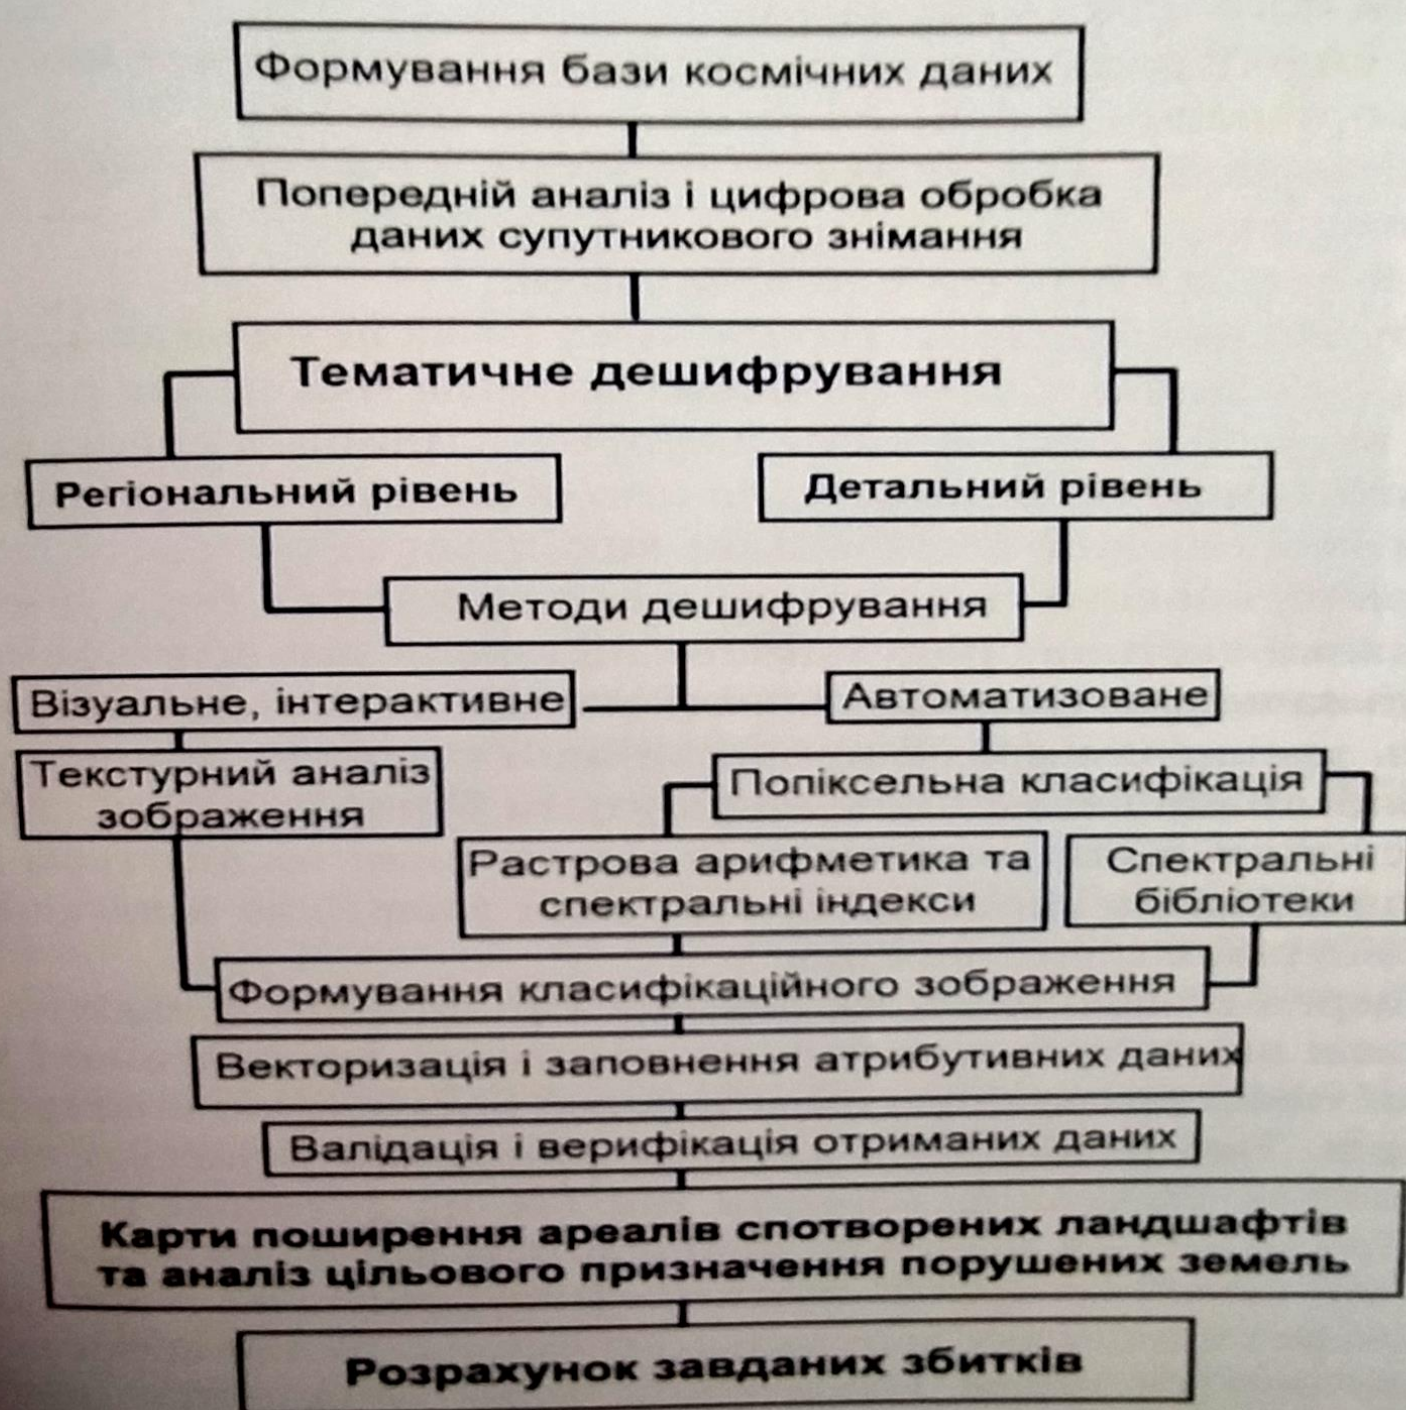 Формування бази космічних даних
Попередній аналіз і цифрова обробка
даних супутникового знімання
Тематичне дешифрування
Регіональний рівень
Детальний рівень
Методи дешифрування
Візуальне, інтерактивне
Автоматизоване
Текстурний аналіз
зображення
Попіксельна класифікація
Растрова арифметика та
спектральні індекси
Спектральні
бібліотеки
Формування класифікаційного зображення
Векторизація і заповнення атрибутивних даних
Валідація і верифікація отриманих даних
Карти поширення ареалів спотворених ландшафтів
та аналіз цільового призначення порушених земель
Розрахунок завданих збитків